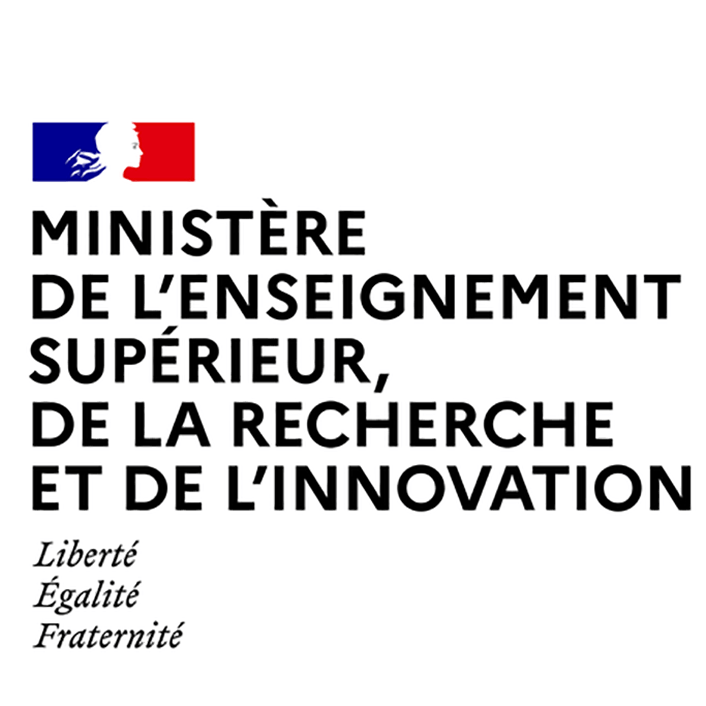 MINISTÈRE
DE L’ENSEIGNEMENT
SUPÉRIEUR,
DE LA RECHERCHE
ET DE L’INNOVATION
Liberté
Égalité
Fraternité